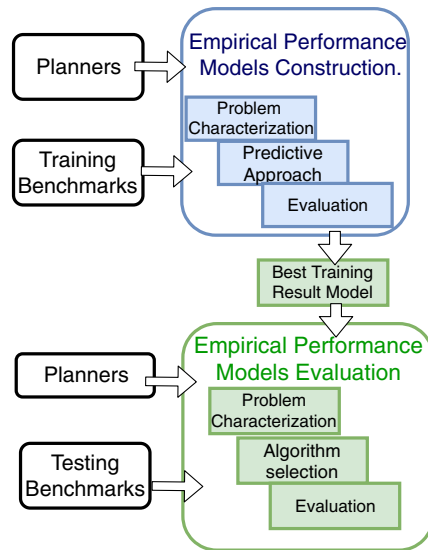 Planners
Empirical Performance
Models Construction.
Training
Benchmarks
Problem
Characterization
Predictive
Approach
Evaluation
Best Training
Result Model
Planners
Empirical Performance
Models Evaluation
Testing
Benchmarks
Problem
Characterization
Algorithm
selection
Evaluation